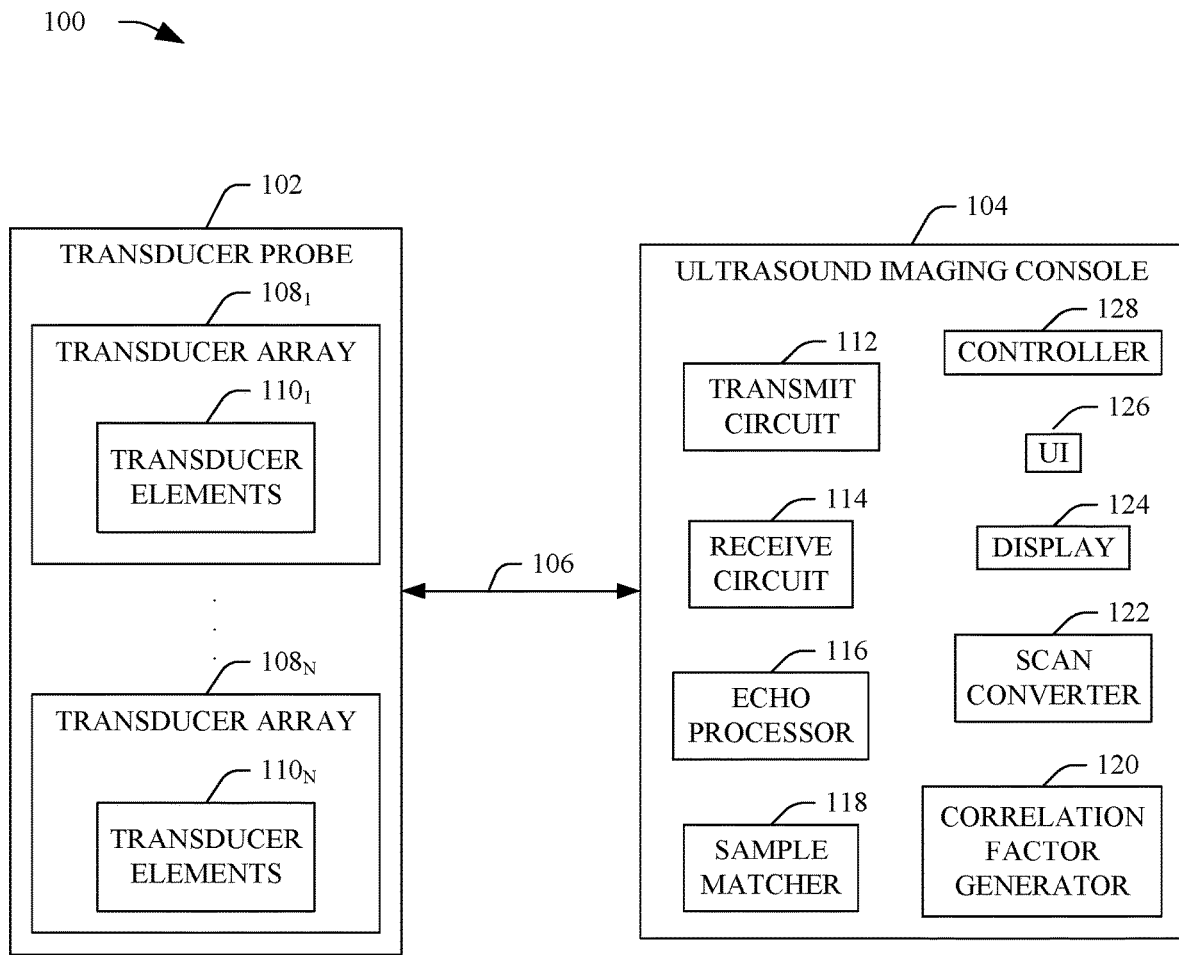 100
102
TRANSDUCER PROBE
108₁
TRANSDUCER ARRAY
110₁
TRANSDUCER
ELEMENTS
108N
TRANSDUCER ARRAY
110N
TRANSDUCER
ELEMENTS
106
104
ULTRASOUND IMAGING CONSOLE
112
TRANSMIT
CIRCUIT
114
RECEIVE
CIRCUIT
116
ECHO
PROCESSOR
118
SAMPLE
MATCHER
128
CONTROLLER
126
UI
124
DISPLAY
122
SCAN
CONVERTER
120
CORRELATION
FACTOR
GENERATOR